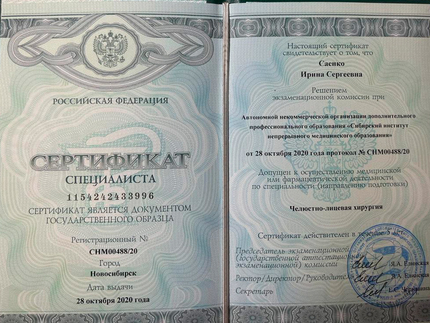 РОССИЙСКАЯ ФЕДЕРАЦИЯ
СЕРТИФИКАТ
СПЕЦИАЛИСТА
1154242433996
СЕРТИФИКАТ ЯВЛЯЕТСЯ ДОКУМЕНТОМ
ГОСУДАРСТВЕННОГО ОБРАЗЦА
Регистрационный №
СНМ00488/20
Город
Новосибирск
Дата выдачи
28 октября 2020 года
Настоящий сертификат
свидетельствует о том, что
Саенко
Ирина Сергеевна
Решением
экзаменационной комиссии при
Автономной некоммерческой организации дополнительного
профессионального образования «Сибирский институт
непрерывного медицинского образования»
от 28 октября 2020 года протокол № СНМ00488/20
Допущен к осуществлению медицинской
или фармацевтической деятельности
по специальности (направлению подготовки)
Челюстно-лицевая хирургия
Сертификат действителен в течение 5 лет.
Председатель экзаменационной
(Государственной аттестационной
экзаменационной) комиссии
Ректор/Директор/Руководитель
Секретарь